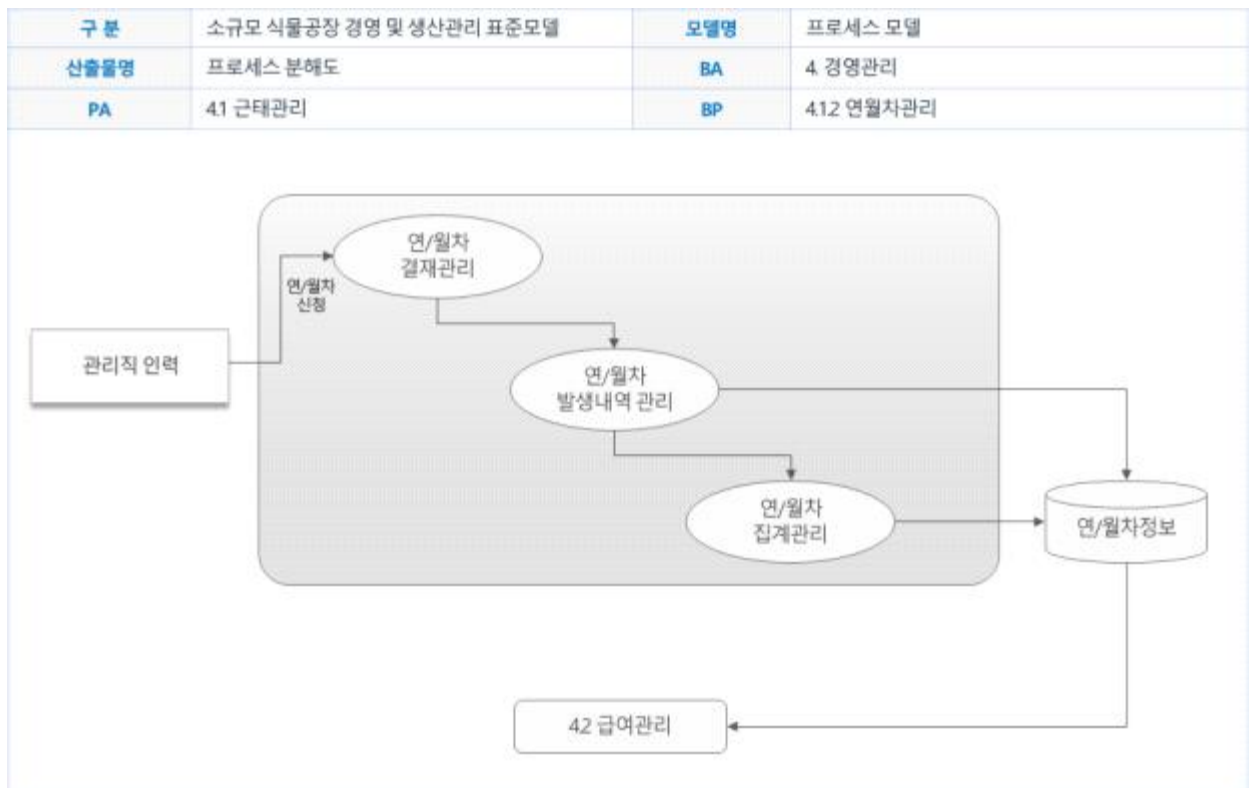 구 분 소규모 식물공장 경영 및 생산관리 표준모델 모델명 프로세스 모델
산출물명 프로세스 분해도 BA 4. 경영관리
PA 4.1 근태관리 BP 4.1.2 연월차관리
연/월차
결재관리
연/월차
신청
관리직 인력
연/월차
발생내역 관리
연/월차
집계관리
연/월차정보
4.2 급여관리